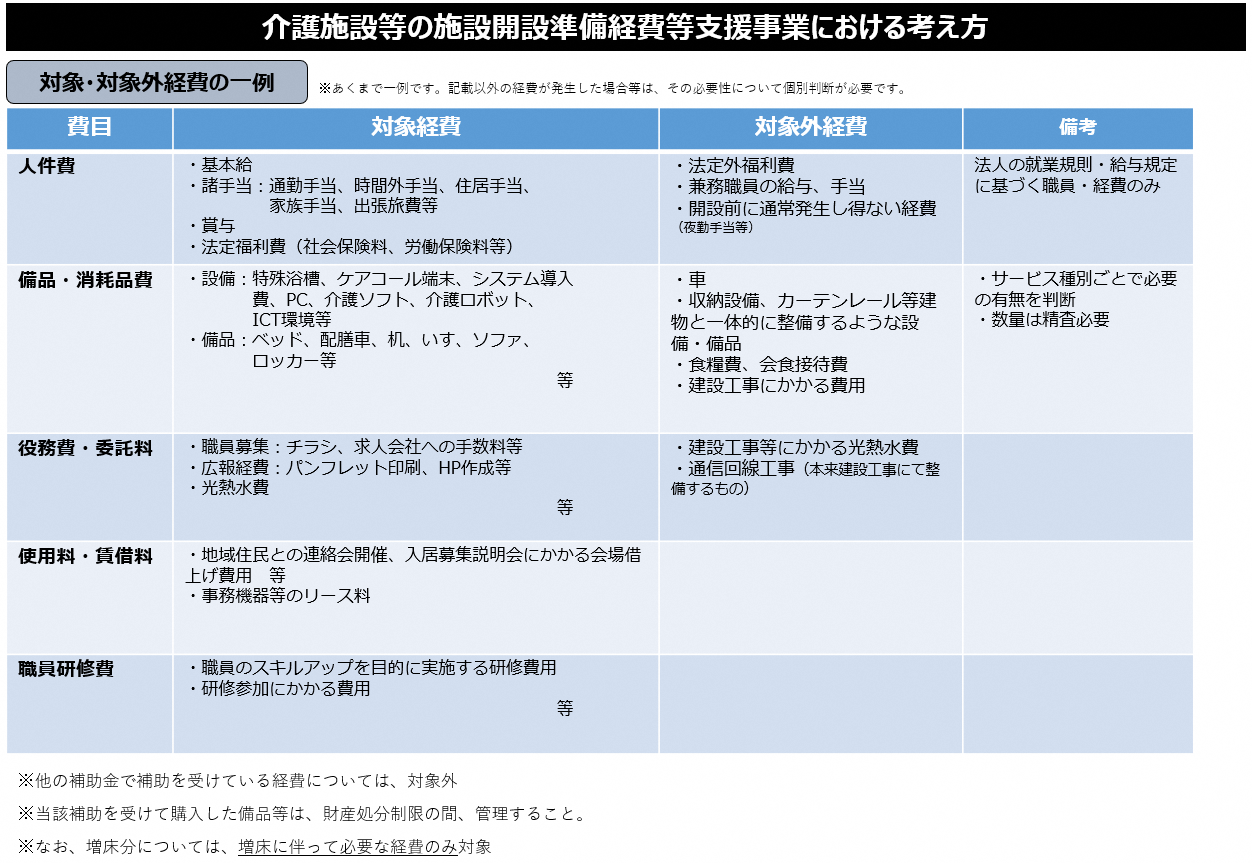 介護施設等の施設開設準備経費等支援事業における考え方
対象・対象外経費の一例
※あくまで一例です。記載以外の経費が発生した場合等は、その必要性について個別判断が必要です。
費目
対象経費
対象外経費
備考
人件費
・基本給
・諸手当：通勤手当、時間外手当、住居手当、
家族手当、出張旅費等
・賞与
・法定福利費（社会保険料、労働保険料等）
・法定外福利費
・兼務職員の給与、手当
・開設前に通常発生し得ない経費
（夜勤手当等）
法人の就業規則・給与規定
に基づく職員・経費のみ
備品・消耗品費
・設備：特殊浴槽、ケアコール端末、システム導入
費、PC、介護ソフト、介護ロボット、
ICT環境等
・備品：ベッド、配膳車、机、いす、ソファ、
ロッカー等
等
・車
・収納設備、カーテンレール等建
物と一体的に整備するような設
備・備品
・食糧費、会食接待費
・建設工事にかかる費用
・サービス種別ごとで必要
の有無を判断
・数量は精査必要
役務費・委託料
・職員募集：チラシ、求人会社への手数料等
・広報経費：パンフレット印刷、HP作成等
・光熱水費
等
・建設工事等にかかる光熱水費
・通信回線工事（本来建設工事にて整
備するもの）
使用料・賃借料
・地域住民との連絡会開催、入居募集説明会にかかる会場借
上げ費用　等
・事務機器等のリース料
職員研修費
・職員のスキルアップを目的に実施する研修費用
・研修参加にかかる費用
等
※他の補助金で補助を受けている経費については、対象外
※当該補助を受けて購入した備品等は、財産処分制限の間、管理すること。
※なお、増床分については、増床に伴って必要な経費のみ対象